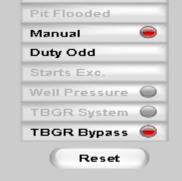 Pit Flooded
Manual
Duty Odd
Starts Exc.
Well Pressure
TBGR System
TBGR Bypass
Reset